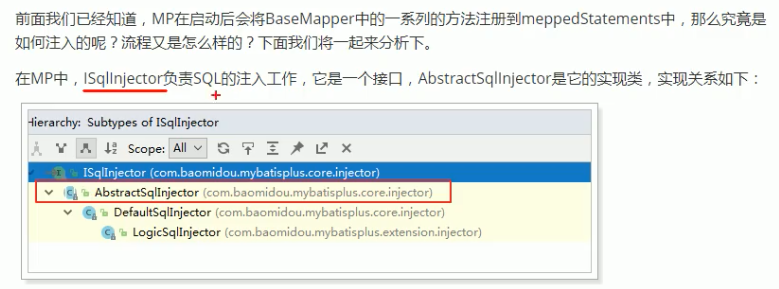 前面我们已经知道，MP在启动后会将BaseMapper中的一系列的方法注册到meppedStatements中，那么究竟是
如何注入的呢？流程又是怎么样的？下面我们将一起来分析下。
在MP中，ISqlInjector负责SQL的注入工作，它是一个接口，AbstractSqlInjector是它的实现类，实现关系如下：
Hierarchy: Subtypes of ISqlInjector
Scope: All
ISqlInjector (com.baomidou.mybatisplus.core.injector)
AbstractSqlInjector (com.baomidou.mybatisplus.core.injector)
DefaultSqlInjector (com.baomidou.mybatisplus.core.injector)
LogicSqlInjector (com.baomidou.mybatisplus.extension.injector)